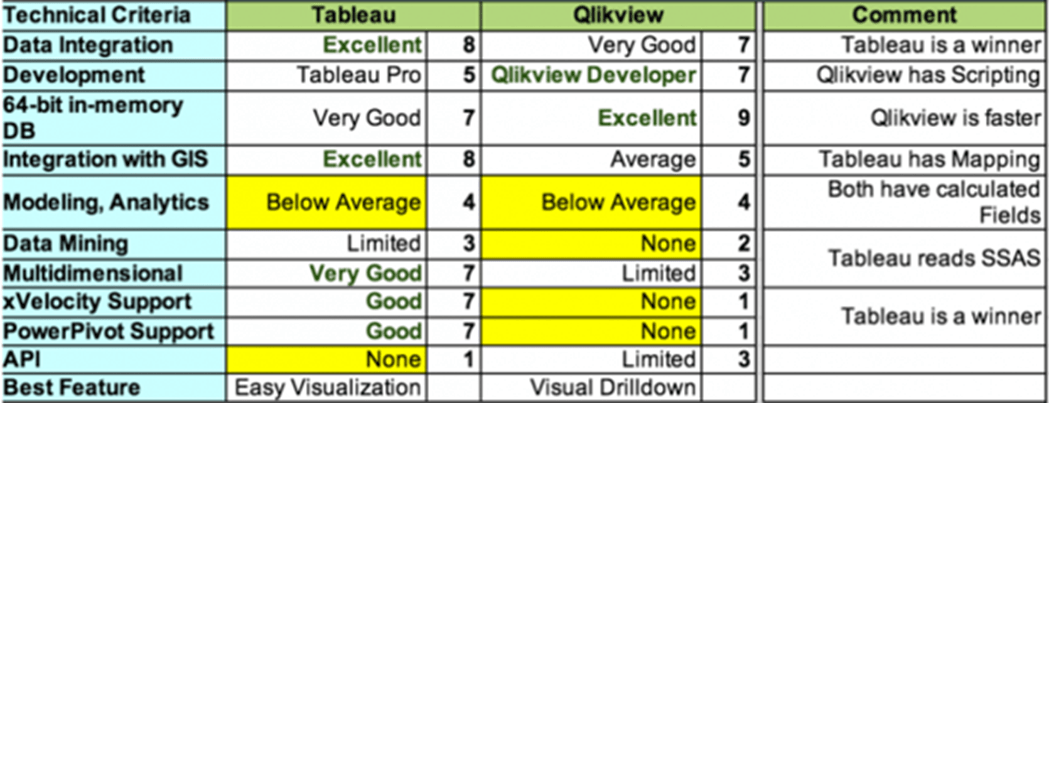 Technical Criteria Tableau Qlikview Comment
Data Integration Excellent 8 Very Good 7 Tableau is a winner
Development Tableau Pro 5 Qlikview Developer 7 Qlikview has Scripting
64-bit in-memory
DB Very Good 7 Excellent 9 Qlikview is faster
Integration with GIS Excellent 8 Average 5 Tableau has Mapping
Modeling, Analytics Below Average 4 Below Average 4 Both have calculated
Fields
Data Mining Limited 3 None 2 Tableau reads SSAS
Multidimensional Very Good 7 Limited 3
xVelocity Support Good 7 None 1 Tableau is a winner
PowerPivot Support Good 7 None 1
API None 1 Limited 3
Best Feature Easy Visualization Visual Drilldown